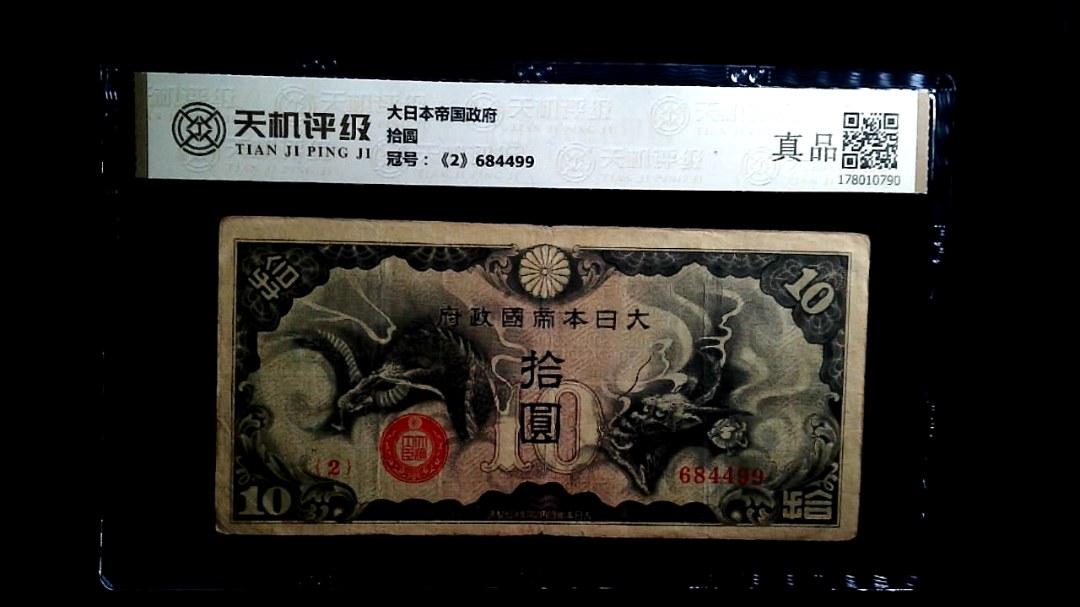 天机评级
TIAN JI PING JI
大日本帝国政府
拾圆
冠号：《2》684499
真品
178010790
拾
10
府政國帝本日大
拾
圓
10
{2}
684499
10
拾